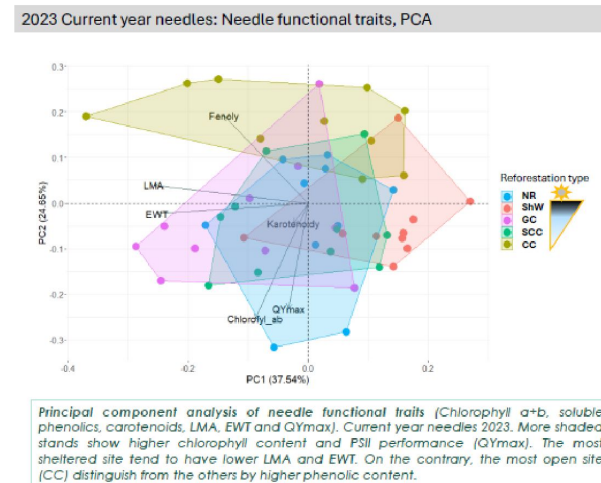 2023 Current year needles: Needle functional traits, PCA
0.3
0.2
0.1
0.0
-0.1
-0.2
-0.3
PC2 (24.65%)
Fenoly
LMA
EWT
Karotenoidy
Chlorofyl_ab
QYmax
-0.4
-0.2
0.0
0.2
PC1 (37.54%)
Reforestation type
NR
ShW
GC
SCC
CC
Principal component analysis of needle functional traits (Chlorophyll a+b, soluble
phenolics, carotenoids, LMA, EWT and QYmax). Current year needles 2023. More shaded
stands show higher chlorophyll content and PSII performance (QYmax). The most
sheltered site tend to have lower LMA and EWT. On the contrary, the most open site
(CC) distinguish from the others by higher phenolic content.